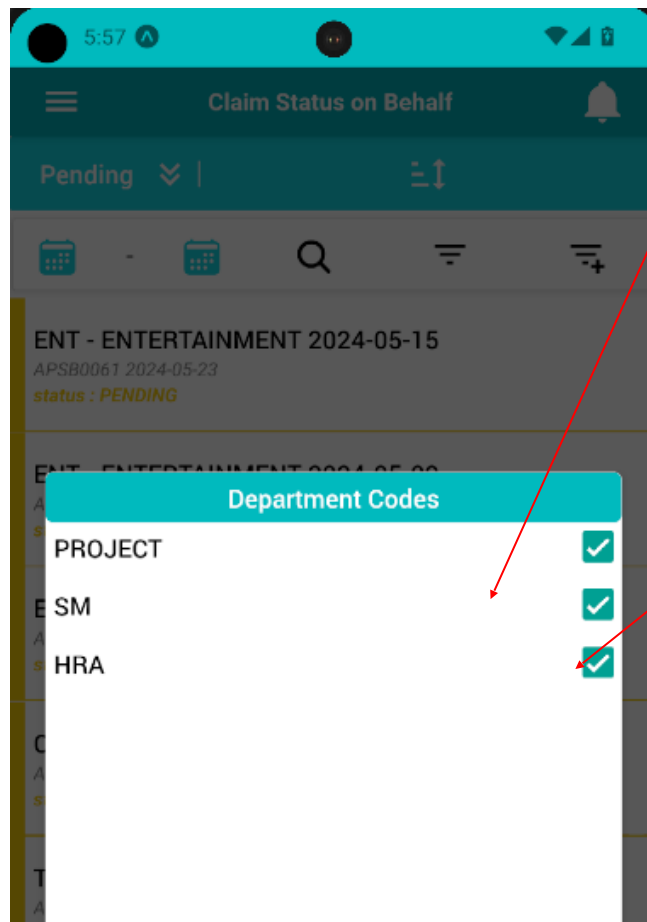 5:57
Claim Status on Behalf
Pending
-
ENT - ENTERTAINMENT 2024-05-15
APSB0061 2024-05-23
status : PENDING
Department Codes
PROJECT
SM
HRA